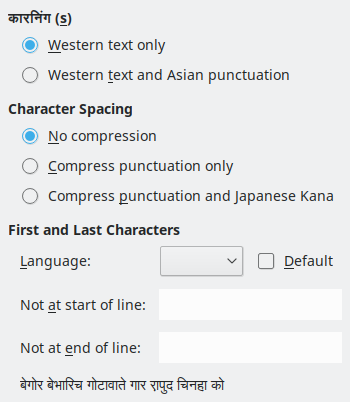 कारनिंग (s)
Western text only
Western text and Asian punctuation
Character Spacing
No compression
Compress punctuation only
Compress punctuation and Japanese Kana
First and Last Characters
Language:
Default
Not at start of line:
Not at end of line:
बेगोर बेभारिच गोटावाते गार रा़पुद चिनहा को